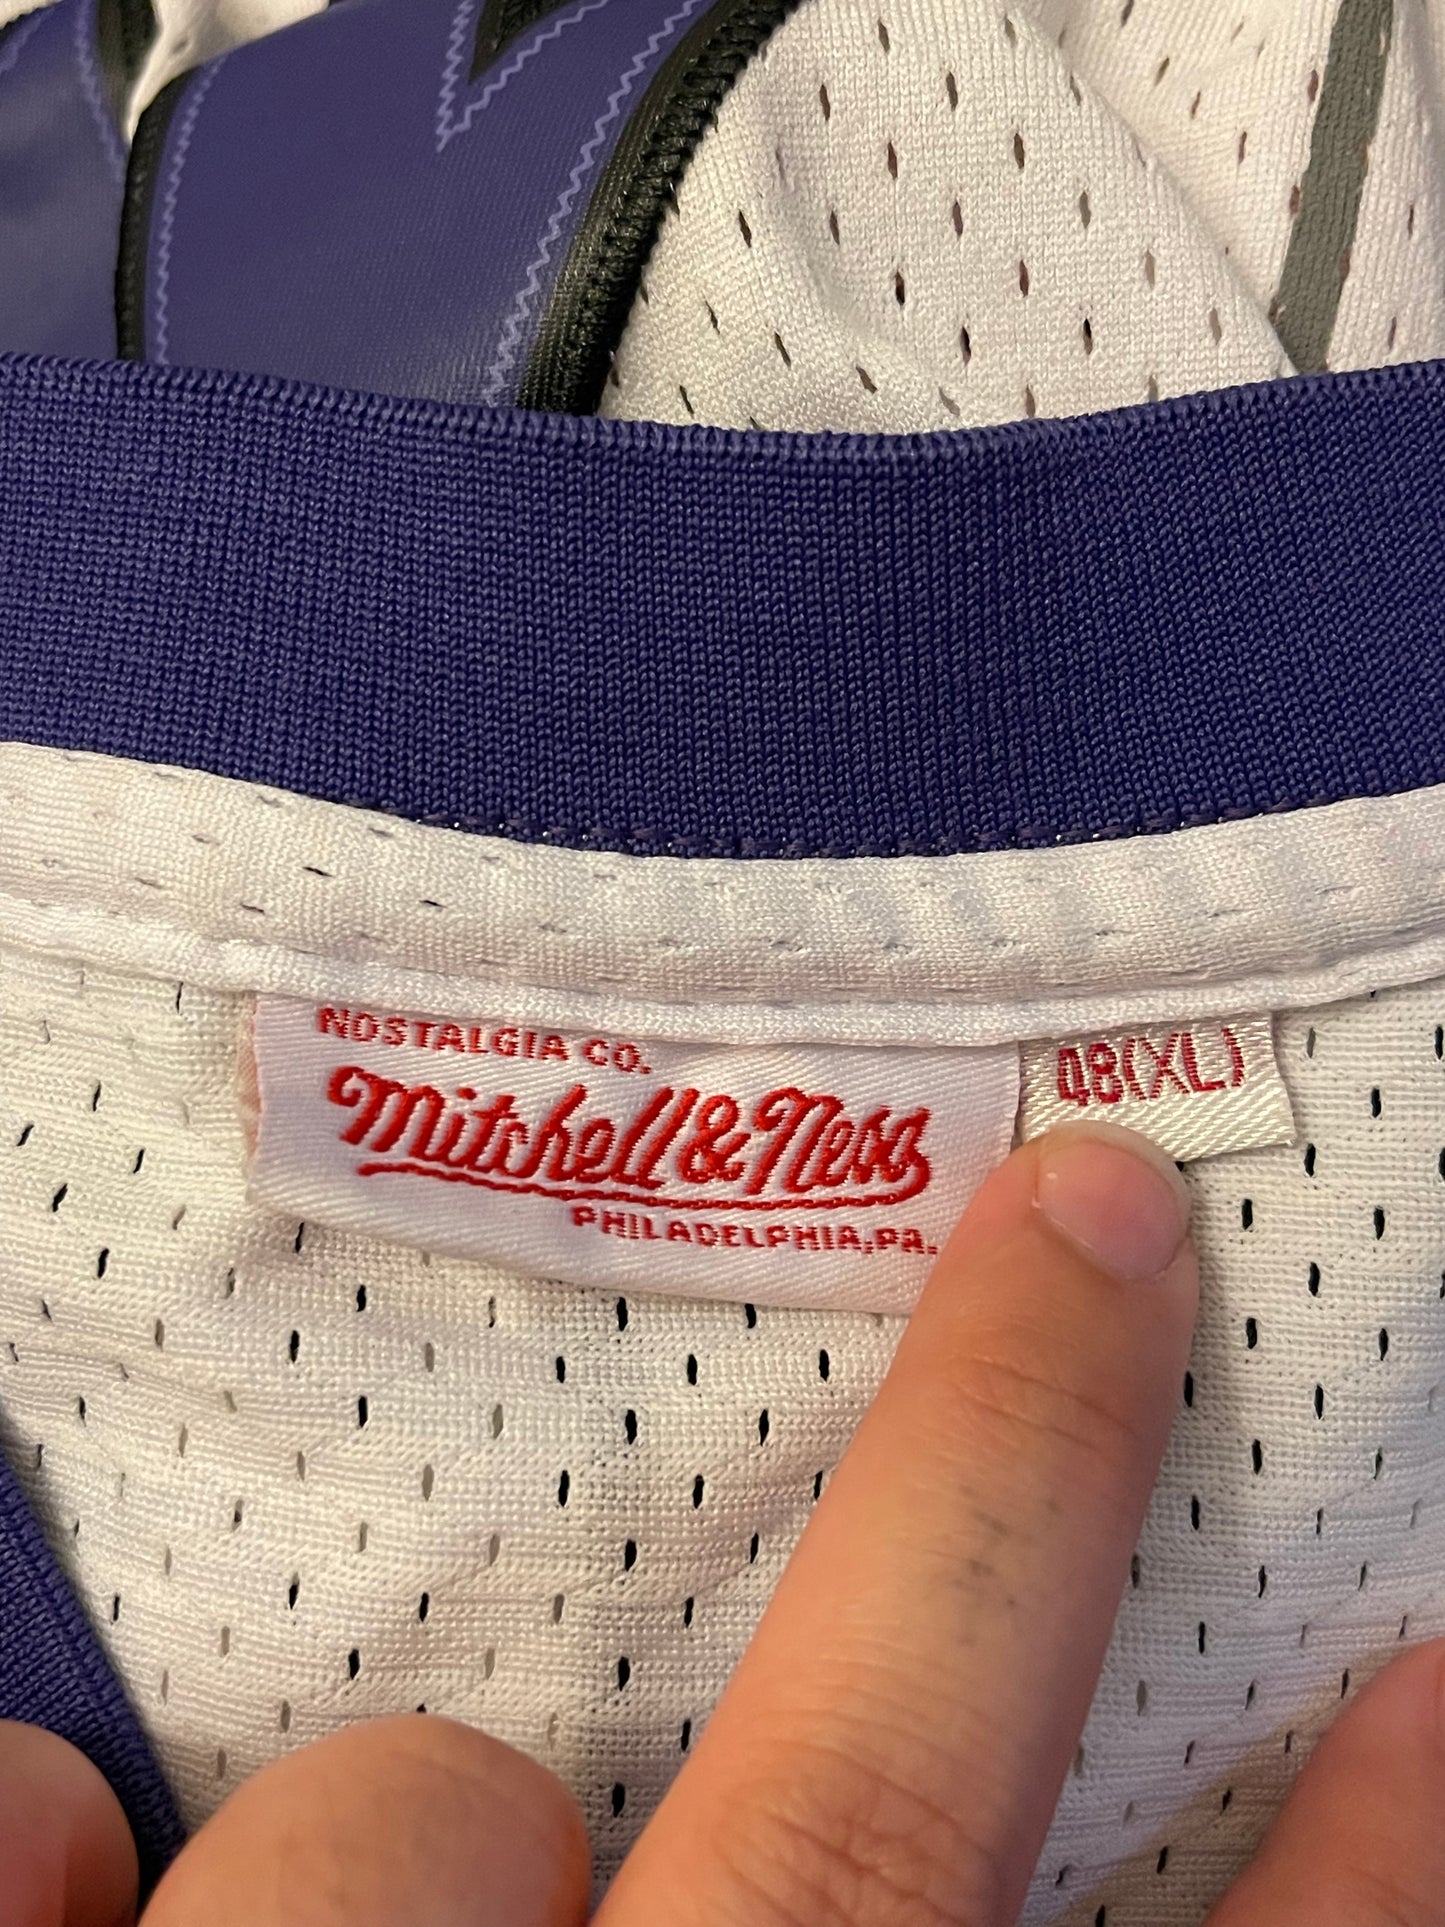 NOSTALGIA CO.
Mitchell & Ness
PHILADELPHIA, PA.
48(XL)